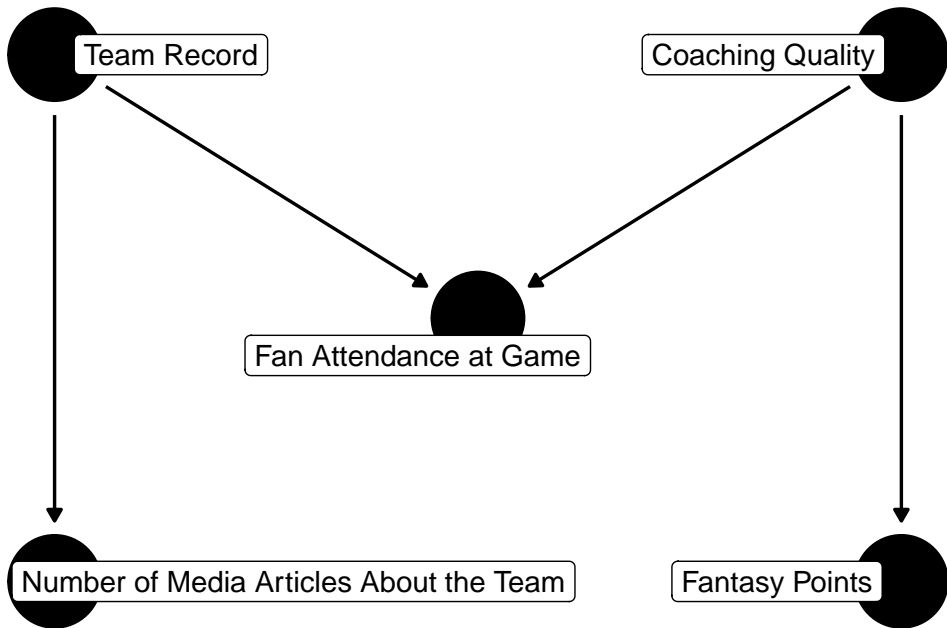 Team Record
Coaching Quality
Fan Attendance at Game
Number of Media Articles About the Team
Fantasy Points